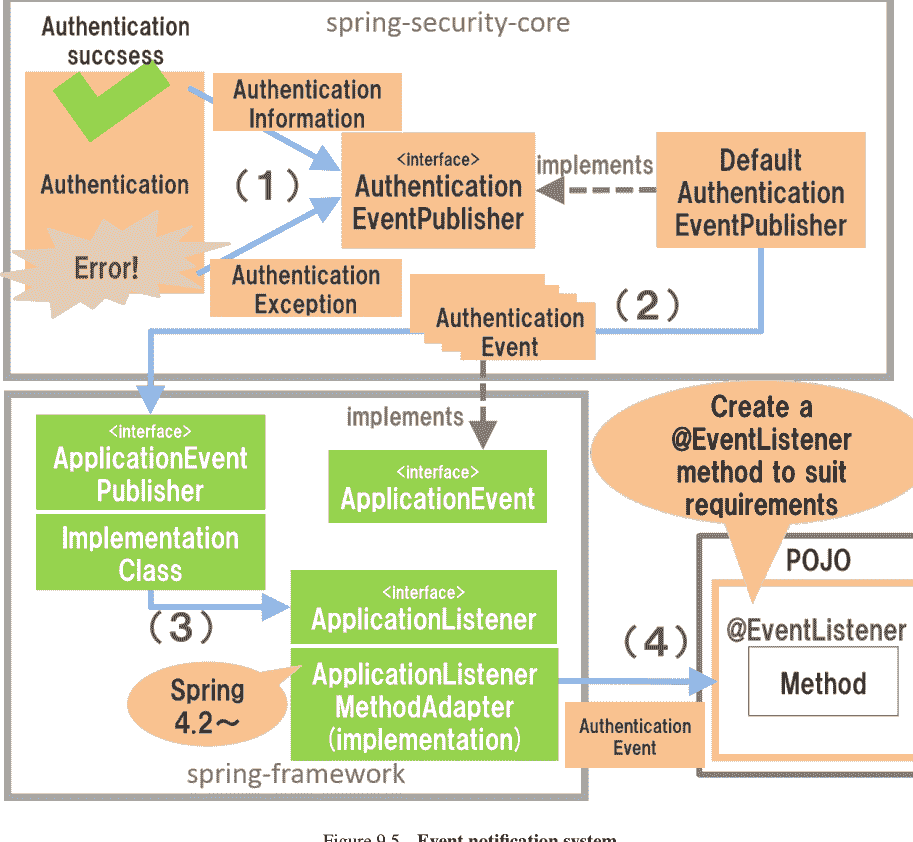 spring-security-core
Authentication
succsess
Authentication
Information
Authentication
(1)
<interface>
Authentication
EventPublisher
implements
Default
Authentication
EventPublisher
Error!
Authentication
Exception
Authentication
Event
(2)
implements
<interface>
ApplicationEvent
Publisher
Implementation
Class
<interface>
ApplicationEvent
Create a
@EventListener
method to suit
requirements
(3)
<interface>
ApplicationListener
ApplicationListener
MethodAdapter
(implementation)
Spring
4.2～
(4)
Authentication
Event
POJO
@EventListener
Method
spring-framework
Figure 9.5 Event notification system